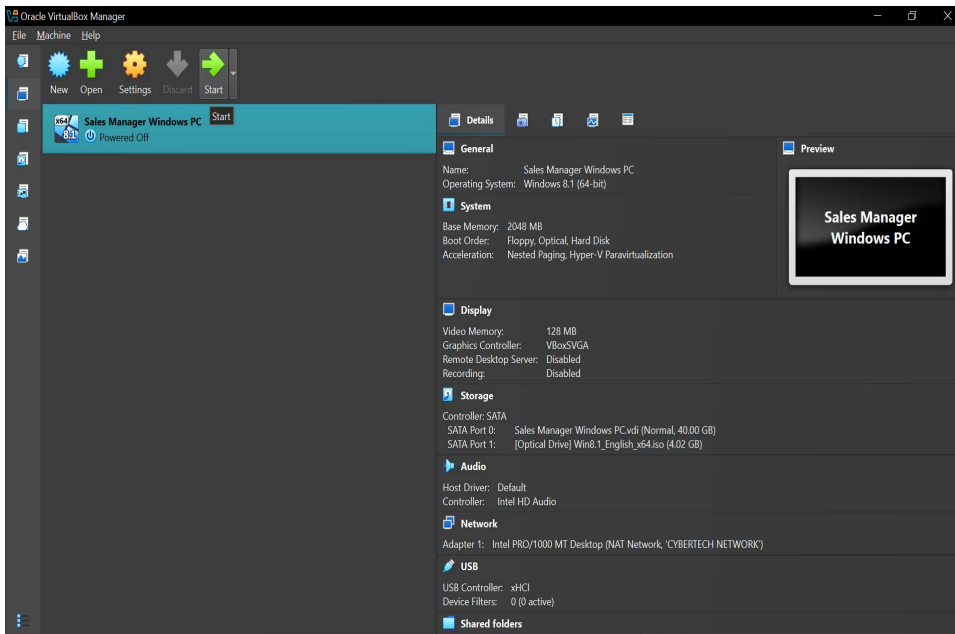 Oracle VirtualBox Manager
File Machine Help
New Open Settings Discard Start
Start
x64 8.1
Sales Manager Windows PC
Powered Off
Details
General
Name: Sales Manager Windows PC
Operating System: Windows 8.1 (64-bit)
Preview
Sales Manager
Windows PC
System
Base Memory: 2048 MB
Boot Order: Floppy, Optical, Hard Disk
Acceleration: Nested Paging, Hyper-V Paravirtualization
Display
Video Memory: 128 MB
Graphics Controller: VBoxSVGA
Remote Desktop Server: Disabled
Recording: Disabled
Storage
Controller: SATA
SATA Port 0: Sales Manager Windows PC.vdi (Normal, 40.00 GB)
SATA Port 1: [Optical Drive] Win8.1_English_x64.iso (4.02 GB)
Audio
Host Driver: Default
Controller: Intel HD Audio
Network
Adapter 1: Intel PRO/1000 MT Desktop (NAT Network, 'CYBERTECH NETWORK')
USB
USB Controller: xHCI
Device Filters: 0 (0 active)
Shared folders